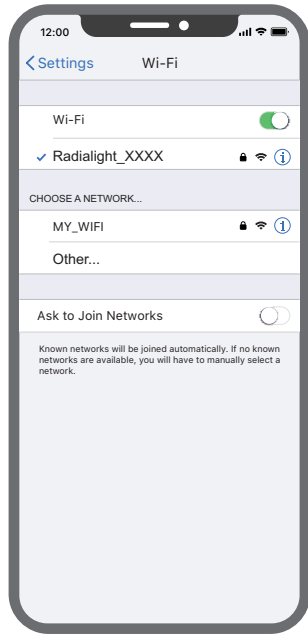 12:00
Settings Wi-Fi
Wi-Fi
Radialight_XXXX
CHOOSE A NETWORK...
MY_WIFI
Other...
Ask to Join Networks
Known networks will be joined automatically. If no known
networks are available, you will have to manually select a
network.